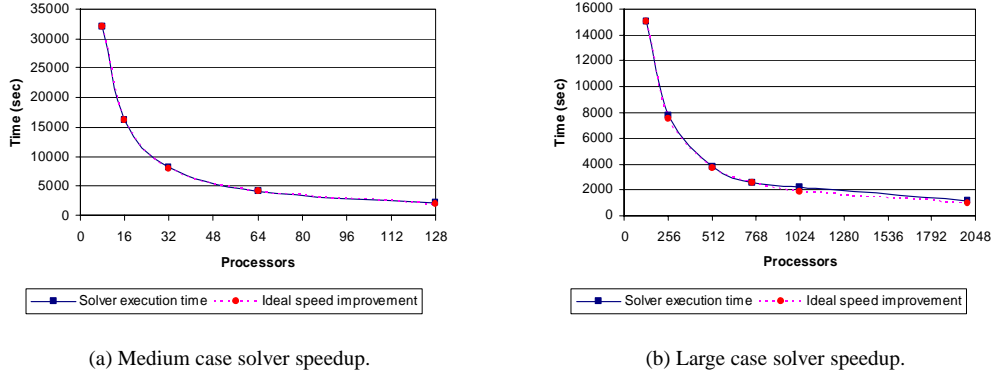 35000
30000
25000
20000
15000
10000
5000
0
Time (sec)
0 16 32 48 64 80 96 112 128
Processors
Solver execution time Ideal speed improvement
(a) Medium case solver speedup.
16000
14000
12000
10000
8000
6000
4000
2000
0
Time (sec)
0 256 512 768 1024 1280 1536 1792 2048
Processors
Solver execution time Ideal speed improvement
(b) Large case solver speedup.